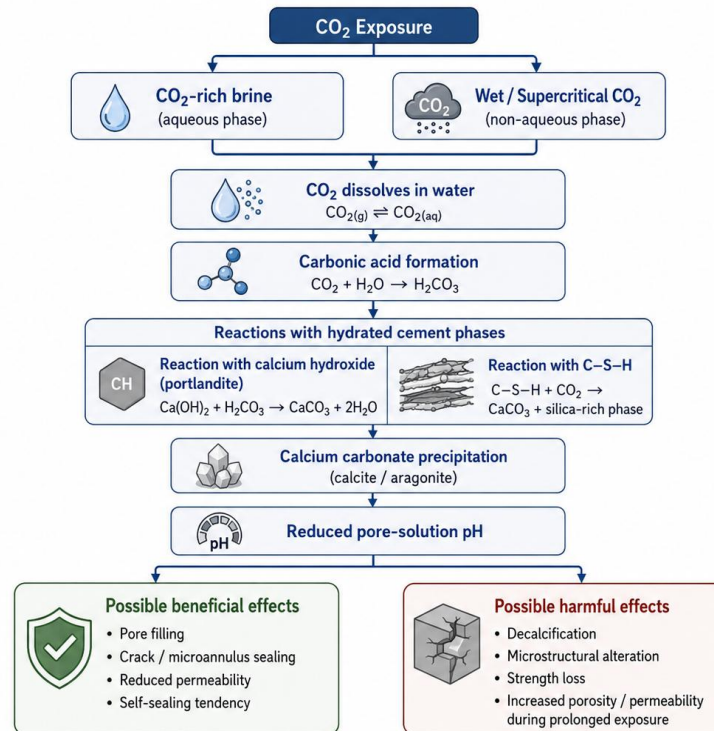 CO₂ Exposure
CO₂-rich brine
(aqueous phase)
CO₂
Wet / Supercritical CO₂
(non-aqueous phase)
CO₂ dissolves in water
CO₂(g) ⇌ CO₂(aq)
Carbonic acid formation
CO₂ + H₂O → H₂CO₃
Reactions with hydrated cement phases
CH
Reaction with calcium hydroxide
(portlandite)
Ca(OH)₂ + H₂CO₃ → CaCO₃ + 2H₂O
Reaction with C–S–H
C–S–H + CO₂ →
CaCO₃ + silica-rich phase
Calcium carbonate precipitation
(calcite / aragonite)
pH
Reduced pore-solution pH
Possible beneficial effects
• Pore filling
• Crack / microannulus sealing
• Reduced permeability
• Self-sealing tendency
Possible harmful effects
• Decalcification
• Microstructural alteration
• Strength loss
• Increased porosity / permeability
during prolonged exposure